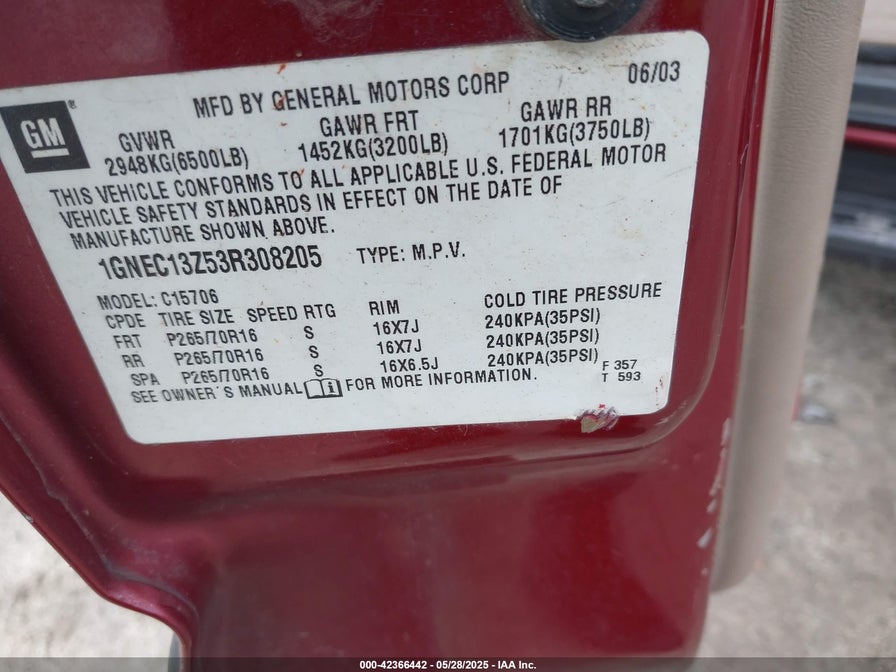 MFD BY GENERAL MOTORS CORP 06/03
GM ®
GVWR GAWR FRT GAWR RR
2948KG(6500LB) 1452KG(3200LB) 1701KG(3750LB)
THIS VEHICLE CONFORMS TO ALL APPLICABLE U.S. FEDERAL MOTOR
VEHICLE SAFETY STANDARDS IN EFFECT ON THE DATE OF
MANUFACTURE SHOWN ABOVE.
1GNEC13Z53R308205 TYPE: M.P.V.
MODEL: C15706
CPDE TIRE SIZE SPEED RTG RIM COLD TIRE PRESSURE
FRT P265/70R16 S 16X7J 240KPA(35PSI)
RR P265/70R16 S 16X7J 240KPA(35PSI)
SPA P265/70R16 S 16X6.5J 240KPA(35PSI)
SEE OWNER'S MANUAL FOR MORE INFORMATION.
F 357
T 593
000-42366442 - 05/28/2025 - IAA Inc.